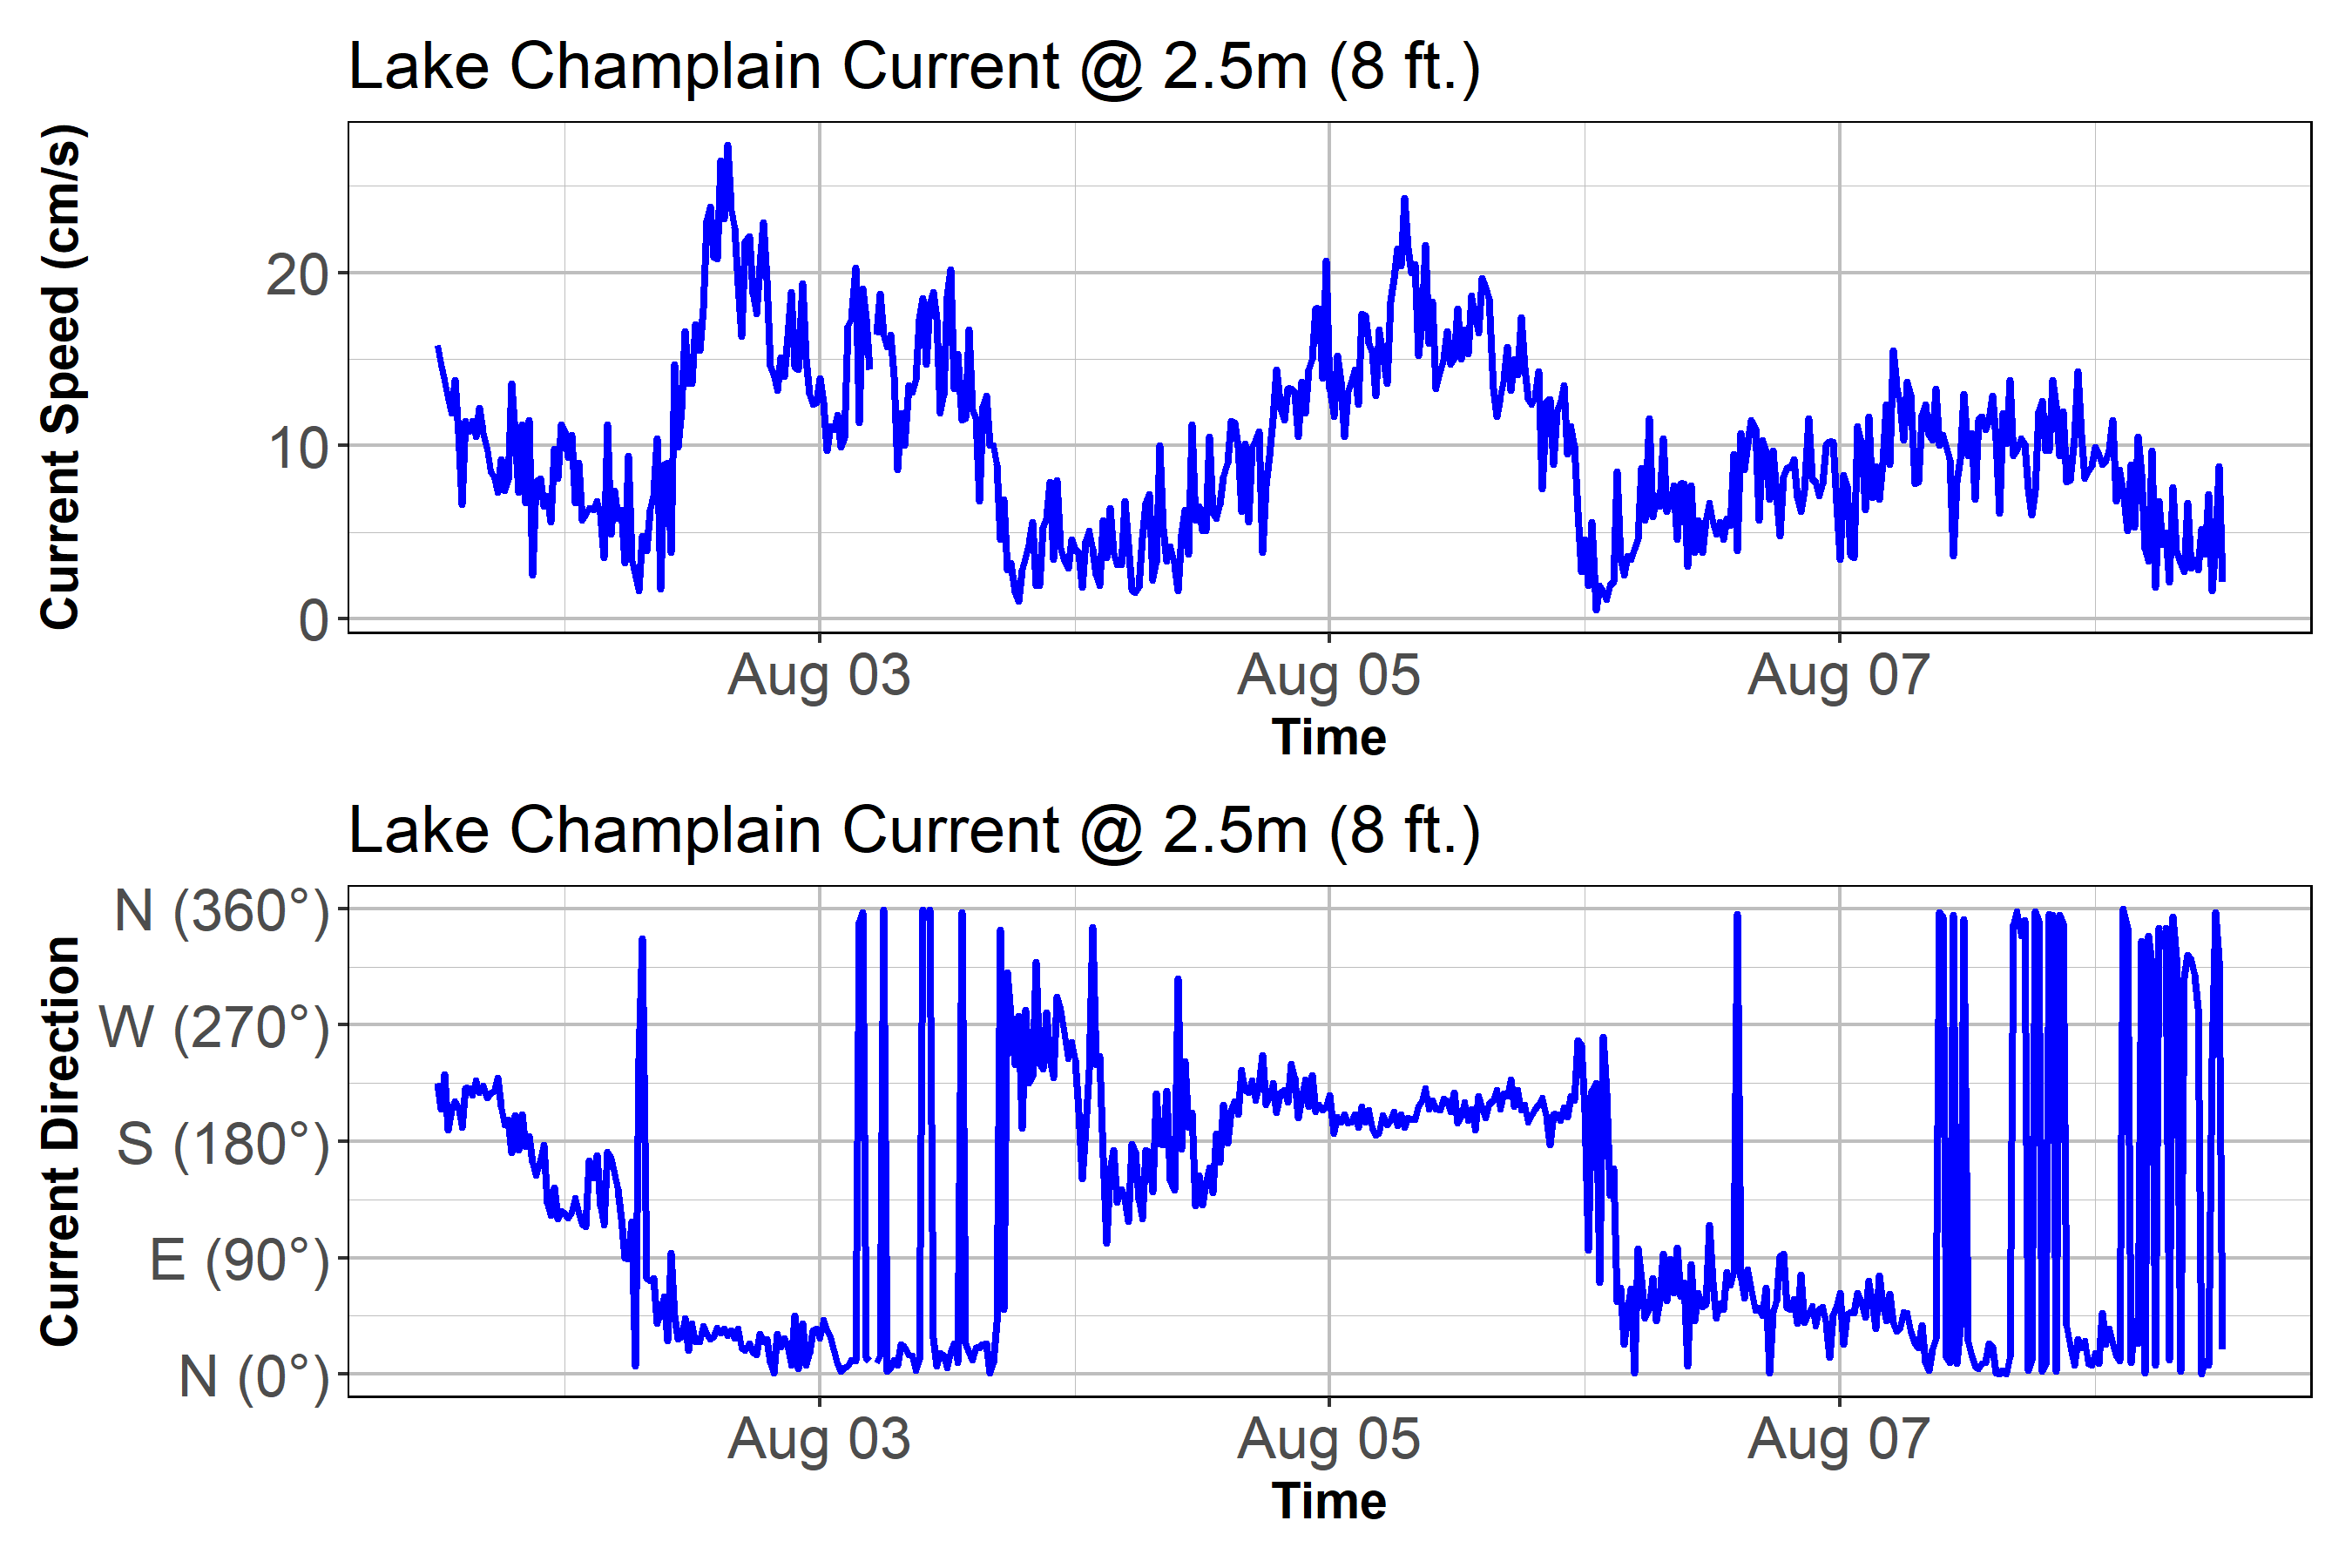 Lake Champlain Current @ 2.5m (8 ft.)
Current Speed (cm/s)
20
10
0
Aug 03 Aug 05 Aug 07
Time
Lake Champlain Current @ 2.5m (8 ft.)
Current Direction
N (360°)
W (270°)
S (180°)
E (90°)
N (0°)
Aug 03 Aug 05 Aug 07
Time